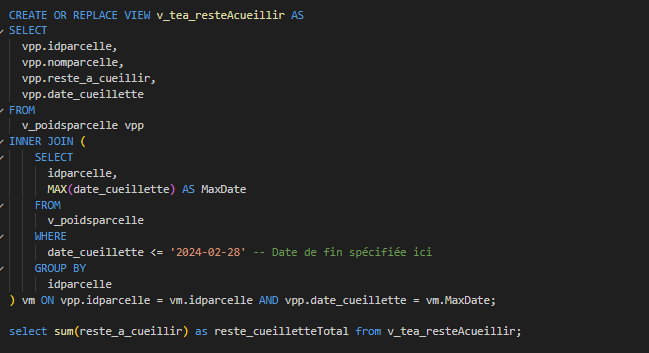 CREATE OR REPLACE VIEW v_tea_resteAcueillir AS
SELECT
vpp.idparcelle,
vpp.nomparcelle,
vpp.reste_a_cueillir,
vpp.date_cueillette
FROM
v_poidsparcelle vpp
INNER JOIN (
SELECT
idparcelle,
MAX(date_cueillette) AS MaxDate
FROM
v_poidsparcelle
WHERE
date_cueillette <= '2024-02-28' -- Date de fin spécifiée ici
GROUP BY
idparcelle
) vm ON vpp.idparcelle = vm.idparcelle AND vpp.date_cueillette = vm.MaxDate;
select sum(reste_a_cueillir) as reste_cueilletteTotal from v_tea_resteAcueillir;